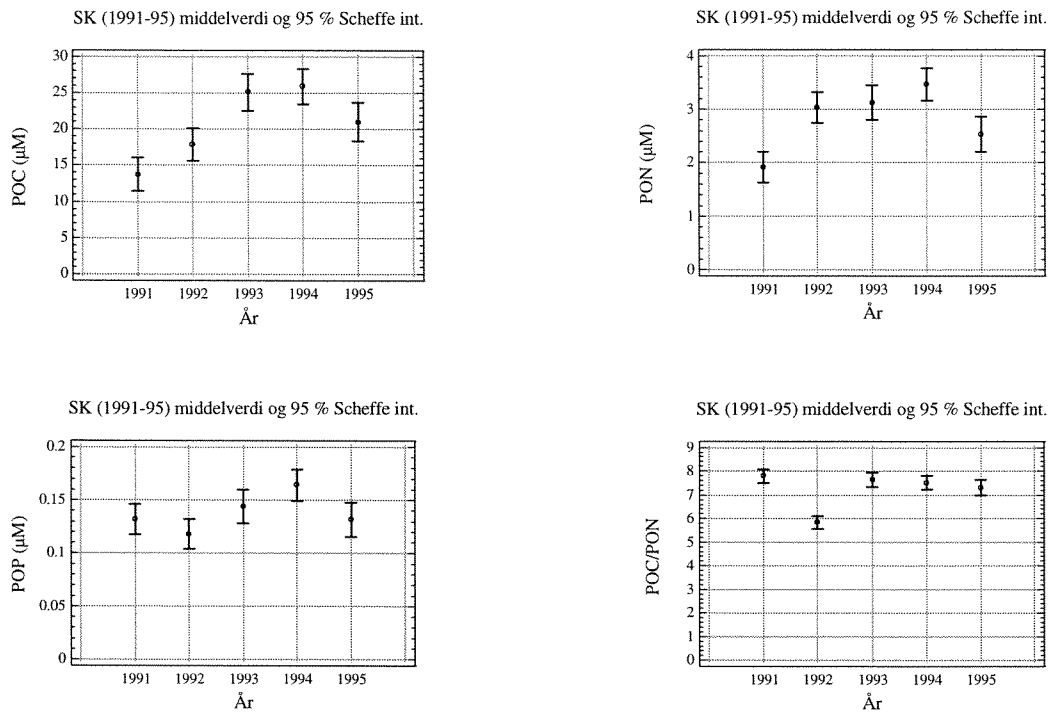 SK (1991-95) middelverdi og 95 % Scheffe int.
POC (µM)
30
25
20
15
10
5
0
1991 1992 1993 1994 1995
År
SK (1991-95) middelverdi og 95 % Scheffe int.
PON (µM)
4
3
2
1
0
1991 1992 1993 1994 1995
År
SK (1991-95) middelverdi og 95 % Scheffe int.
POP (µM)
0.2
0.15
0.1
0.05
0
1991 1992 1993 1994 1995
År
SK (1991-95) middelverdi og 95 % Scheffe int.
POC/PON
9
8
7
6
5
4
3
2
1
0
1991 1992 1993 1994 1995
År